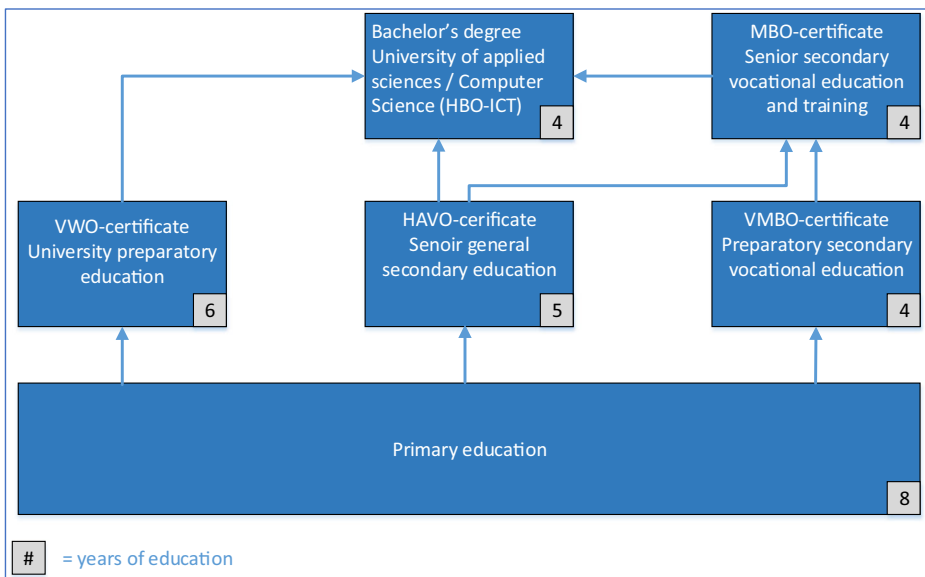 Bachelor's degree
University of applied
sciences / Computer
Science (HBO-ICT)
4
MBO-certificate
Senior secondary
vocational education
and training
4
VWO-certificate
University preparatory
education
6
HAVO-cerificate
Senoir general
secondary education
5
VMBO-certificate
Preparatory secondary
vocational education
4
Primary education
8
# = years of education